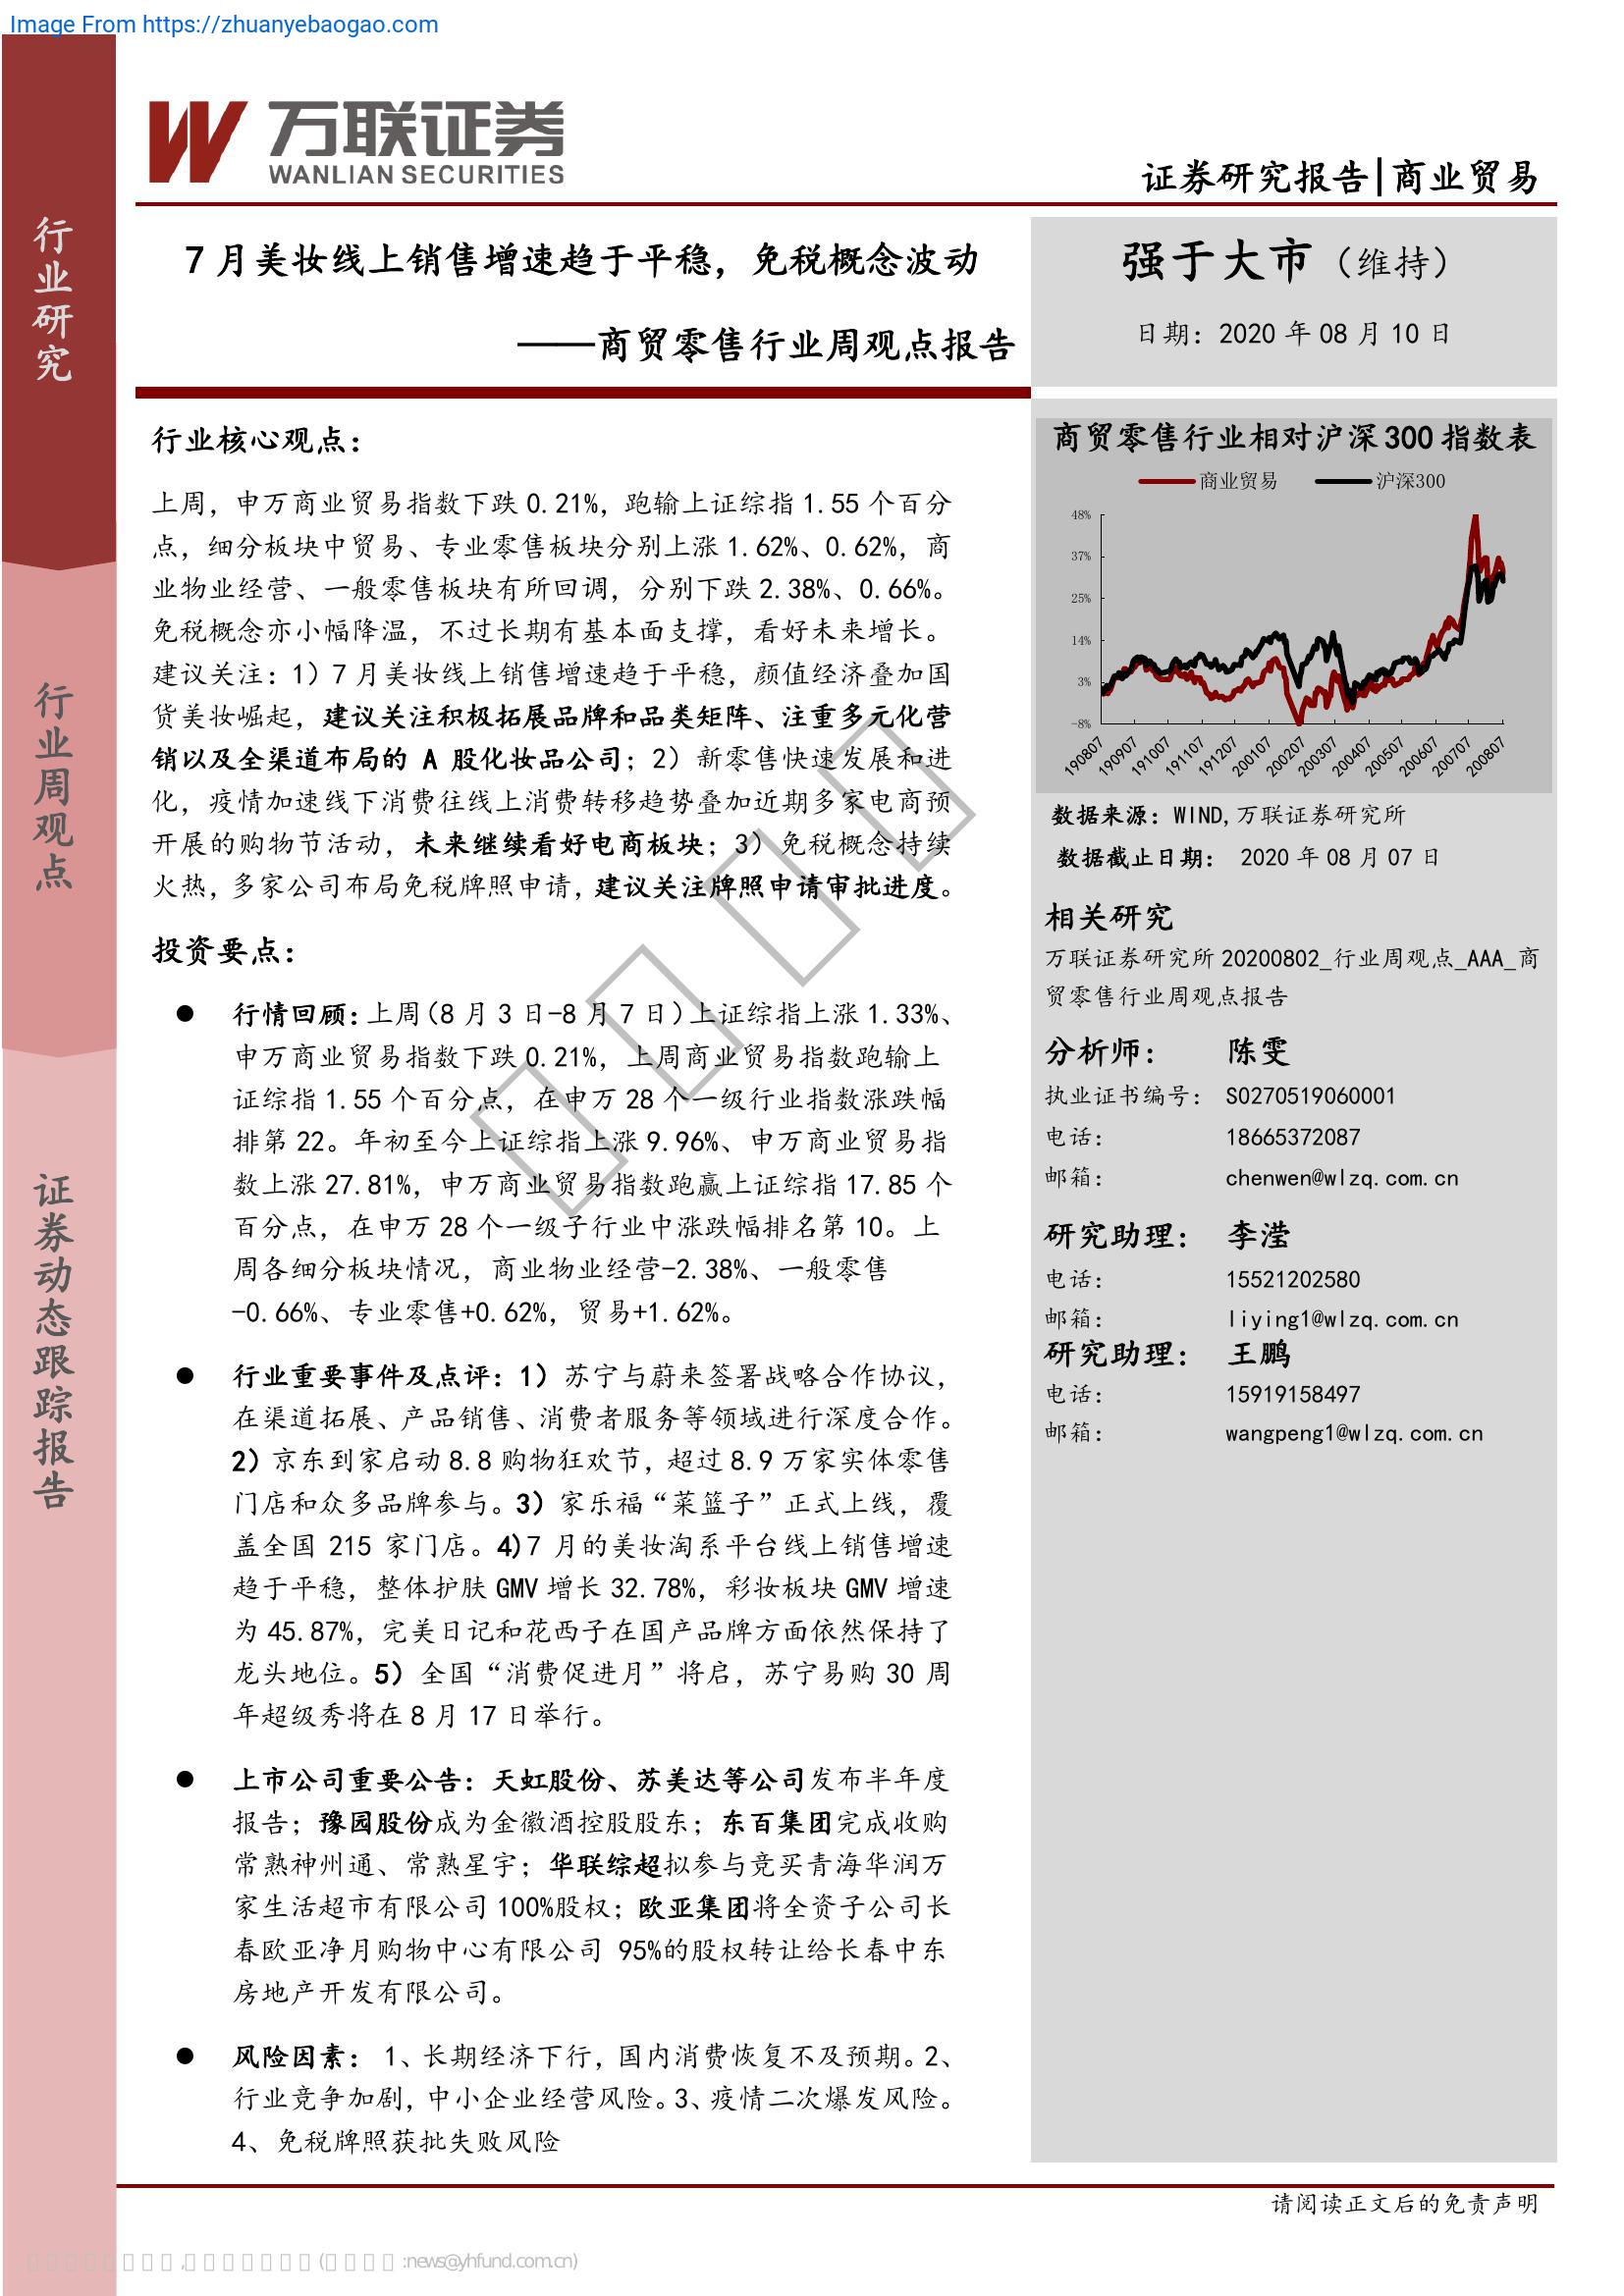 Image From https://zhuanyebaogao.com
万联证券
WANLIAN SECURITIES
证券研究报告|商业贸易
行业研究
行业周观点
证券动态跟踪报告
7 月美妆线上销售增速趋于平稳，免税概念波动
——商贸零售行业周观点报告
强于大市（维持）
日期：2020 年 08 月 10 日
行业核心观点：
上周，申万商业贸易指数下跌 0.21%，跑输上证综指 1.55 个百分
点，细分板块中贸易、专业零售板块分别上涨 1.62%、0.62%，商
业物业经营、一般零售板块有所回调，分别下跌 2.38%、0.66%。
免税概念亦小幅降温，不过长期有基本面支撑，看好未来增长。
建议关注：1）7 月美妆线上销售增速趋于平稳，颜值经济叠加国
货美妆崛起，建议关注积极拓展品牌和品类矩阵、注重多元化营
销以及全渠道布局的 A 股化妆品公司；2）新零售快速发展和进
化，疫情加速线下消费往线上消费转移趋势叠加近期多家电商预
开展的购物节活动，未来继续看好电商板块；3）免税概念持续
火热，多家公司布局免税牌照申请，建议关注牌照申请审批进度。
投资要点：
● 行情回顾：上周（8 月 3 日-8 月 7 日）上证综指上涨 1.33%、
申万商业贸易指数下跌 0.21%，上周商业贸易指数跑输上
证综指 1.55 个百分点，在申万 28 个一级行业指数涨跌幅
排第 22。年初至今上证综指上涨 9.96%、申万商业贸易指
数上涨 27.81%，申万商业贸易指数跑赢上证综指 17.85 个
百分点，在申万 28 个一级子行业中涨跌幅排名第 10。上
周各细分板块情况，商业物业经营-2.38%、一般零售
-0.66%、专业零售+0.62%，贸易+1.62%。
● 行业重要事件及点评：1）苏宁与蔚来签署战略合作协议，
在渠道拓展、产品销售、消费者服务等领域进行深度合作。
2）京东到家启动 8.8 购物狂欢节，超过 8.9 万家实体零售
门店和众多品牌参与。3）家乐福“菜篮子”正式上线，覆
盖全国 215 家门店。4)7 月的美妆淘系平台线上销售增速
趋于平稳，整体护肤 GMV 增长 32.78%，彩妆板块 GMV 增速
为 45.87%，完美日记和花西子在国产品牌方面依然保持了
龙头地位。5）全国“消费促进月”将启，苏宁易购 30 周
年超级秀将在 8 月 17 日举行。
● 上市公司重要公告：天虹股份、苏美达等公司发布半年度
报告；豫园股份成为金徽酒控股股东；东百集团完成收购
常熟神州通、常熟星宇；华联综超拟参与竞买青海华润万
家生活超市有限公司 100%股权；欧亚集团将全资子公司长
春欧亚净月购物中心有限公司 95%的股权转让给长春中东
房地产开发有限公司。
● 风险因素：1、长期经济下行，国内消费恢复不及预期。2、
行业竞争加剧，中小企业经营风险。3、疫情二次爆发风险。
4、免税牌照获批失败风险
商贸零售行业相对沪深 300 指数表
商业贸易 沪深300
48%
37%
25%
14%
3%
-8%
190807 190907 191007 191107 191207 200107 200207 200307 200407 200507 200607 200707 200807
数据来源：WIND,万联证券研究所
数据截止日期： 2020 年 08 月 07 日
相关研究
万联证券研究所 20200802_行业周观点_AAA_商
贸零售行业周观点报告
分析师： 陈雯
执业证书编号： S0270519060001
电话： 18665372087
邮箱： chenwen@wlzq.com.cn
研究助理： 李滢
电话： 15521202580
邮箱： liying1@wlzq.com.cn
研究助理： 王鹏
电话： 15919158497
邮箱： wangpeng1@wlzq.com.cn
请阅读正文后的免责声明
:news@yhfund.com.cn)